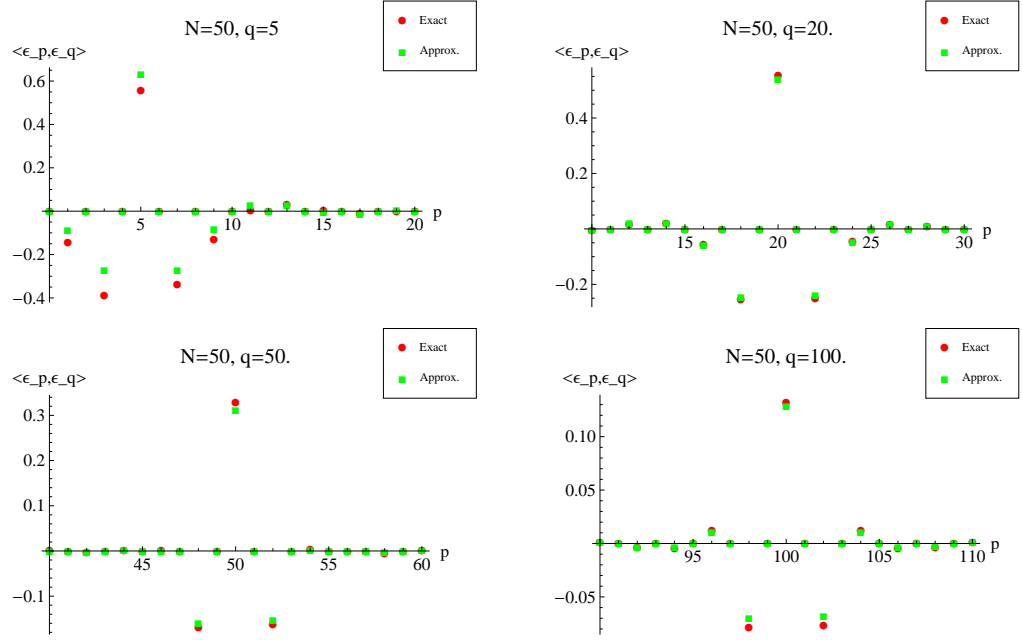 N=50, q=5
Exact
Approx.
<ϵ_p,ϵ_q>
0.6
0.4
0.2
5
10
15
20
p
−0.2
−0.4
N=50, q=20.
Exact
Approx.
<ϵ_p,ϵ_q>
0.4
0.2
15
20
25
30
p
−0.2
N=50, q=50.
Exact
Approx.
<ϵ_p,ϵ_q>
0.3
0.2
0.1
45
50
55
60
p
−0.1
N=50, q=100.
Exact
Approx.
<ϵ_p,ϵ_q>
0.10
0.05
95
100
105
110
p
−0.05